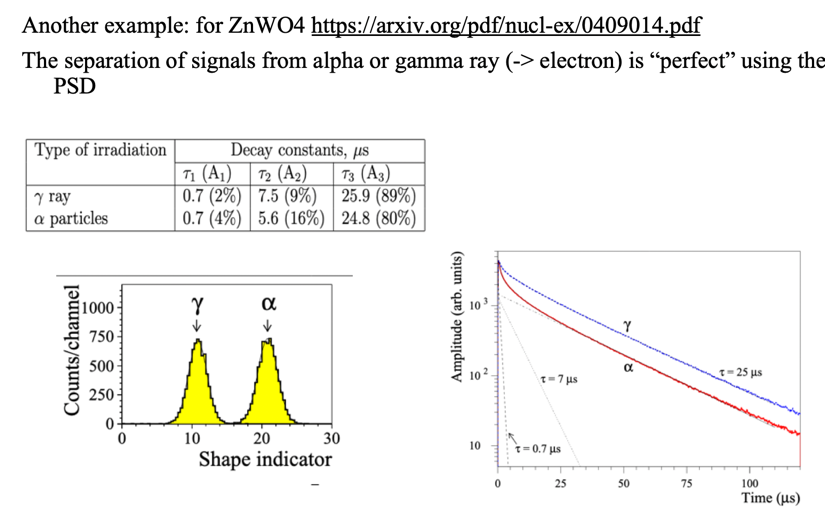 Another example: for ZnWO4 https://arxiv.org/pdf/nucl-ex/0409014.pdf
The separation of signals from alpha or gamma ray (-> electron) is “perfect” using the
PSD
Type of irradiation Decay constants, μs
τ₁ (A₁) τ₂ (A₂) τ₃ (A₃)
γ ray 0.7 (2%) 7.5 (9%) 25.9 (89%)
α particles 0.7 (4%) 5.6 (16%) 24.8 (80%)
Counts/channel
1000
750
500
250
0
γ α
0 10 20 30
Shape indicator
Amplitude (arb. units)
10³
10²
10
γ
α
τ = 25 μs
τ = 7 μs
τ = 0.7 μs
0 25 50 75 100
Time (μs)